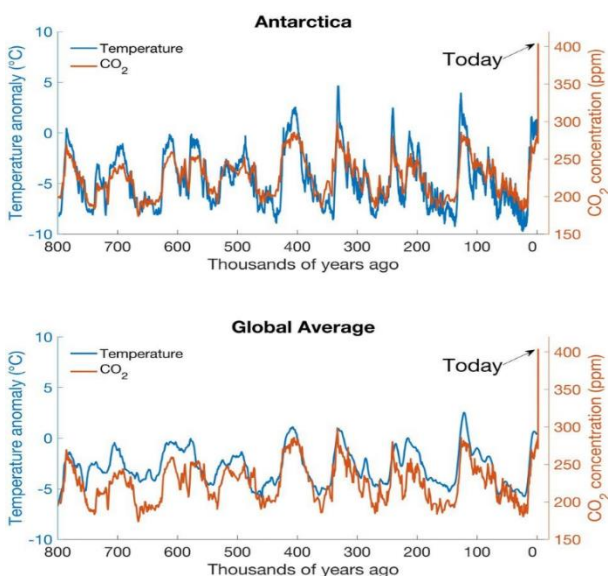 Antarctica
Temperature
CO₂
Today
Temperature anomaly (°C)
10
5
0
-5
-10
CO₂ concentration (ppm)
400
350
300
250
200
150
800 700 600 500 400 300 200 100 0
Thousands of years ago
Global Average
Temperature
CO₂
Today
Temperature anomaly (°C)
10
5
0
-5
-10
CO₂ concentration (ppm)
400
350
300
250
200
150
800 700 600 500 400 300 200 100 0
Thousands of years ago